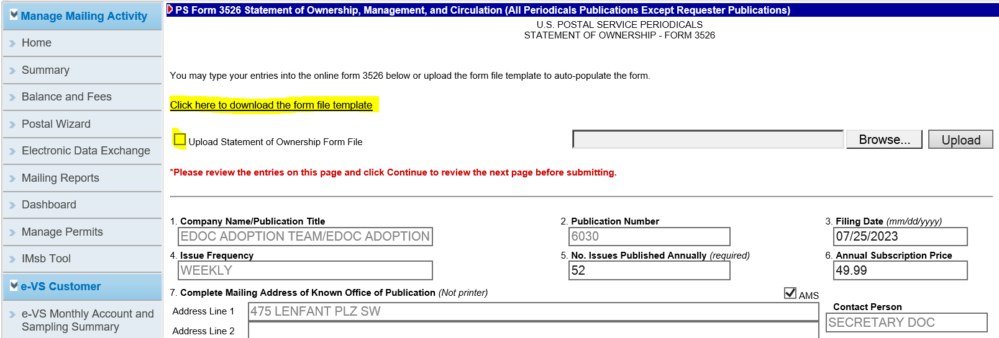 Manage Mailing Activity
Home
Summary
Balance and Fees
Postal Wizard
Electronic Data Exchange
Mailing Reports
Dashboard
Manage Permits
IMsb Tool
e-VS Customer
e-VS Monthly Account and
Sampling Summary
PS Form 3526 Statement of Ownership, Management, and Circulation (All Periodicals Publications Except Requester Publications)
U.S. POSTAL SERVICE PERIODICALS
STATEMENT OF OWNERSHIP - FORM 3526
You may type your entries into the online form 3526 below or upload the form file template to auto-populate the form.
Click here to download the form file template
Upload Statement of Ownership Form File Browse... Upload
*Please review the entries on this page and click Continue to review the next page before submitting.
1. Company Name/Publication Title 2. Publication Number 3. Filing Date (mm/dd/yyyy)
EDOC ADOPTION TEAM/EDOC ADOPTION 6030 07/25/2023
4. Issue Frequency 5. No. Issues Published Annually (required) 6. Annual Subscription Price
WEEKLY 52 49.99
7. Complete Mailing Address of Known Office of Publication (Not printer) AMS
Address Line 1 475 LENFANT PLZ SW Contact Person
Address Line 2 SECRETARY DOC